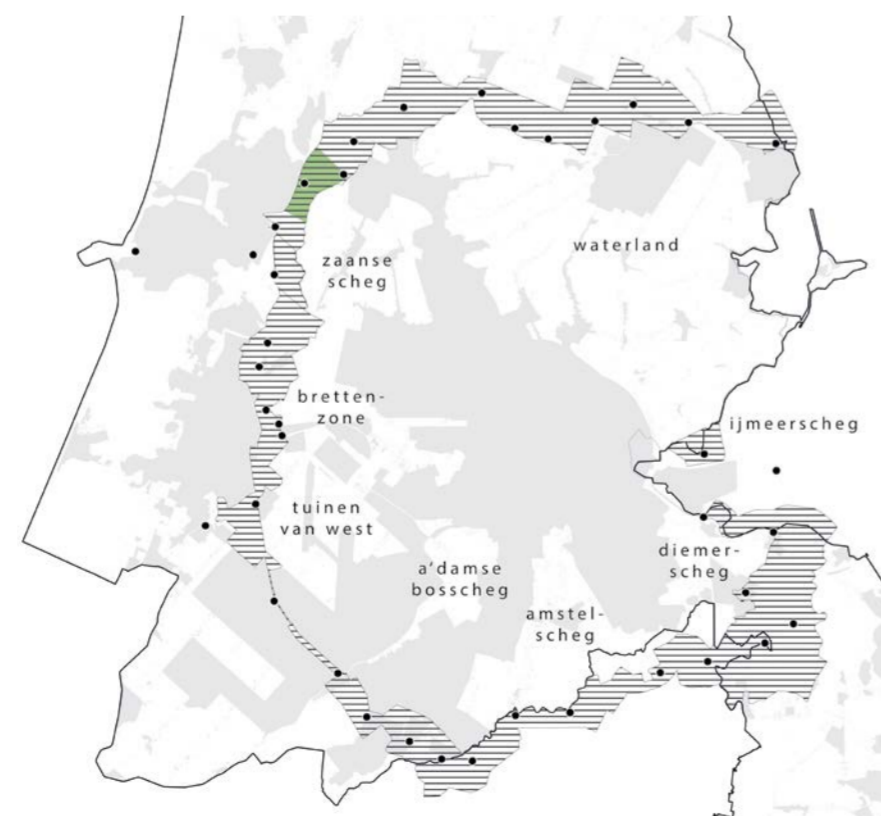 waterland
zaanse
scheg
bretten-
zone
ijmeerscheg
tuinen
van west
diemer-
scheg
a'damse
bosscheg
amstel-
scheg